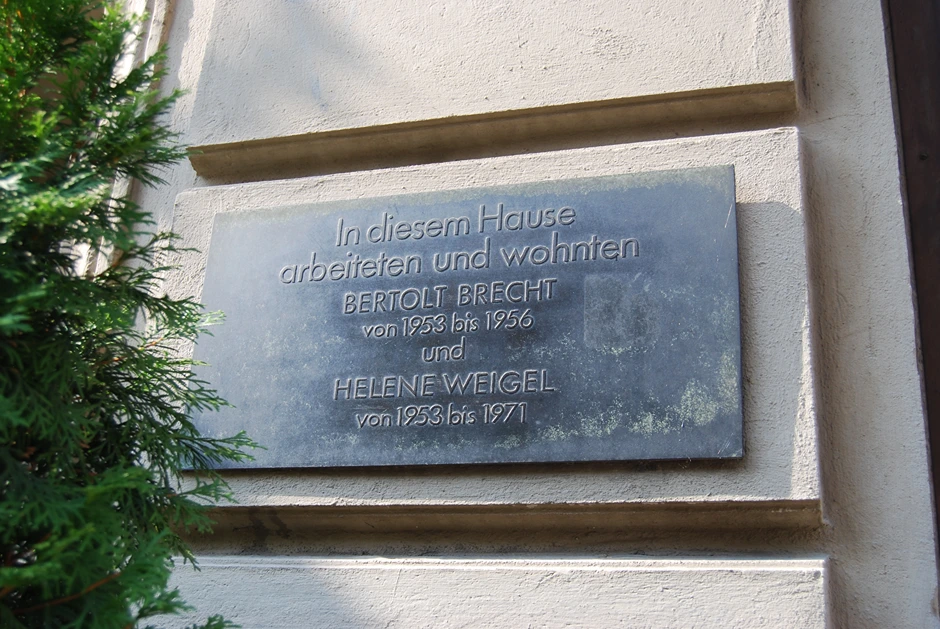 In diesem Hause
arbeiteten und wohnten
BERTOLT BRECHT
von 1953 bis 1956
und
HELENE WEIGEL
von 1953 bis 1971